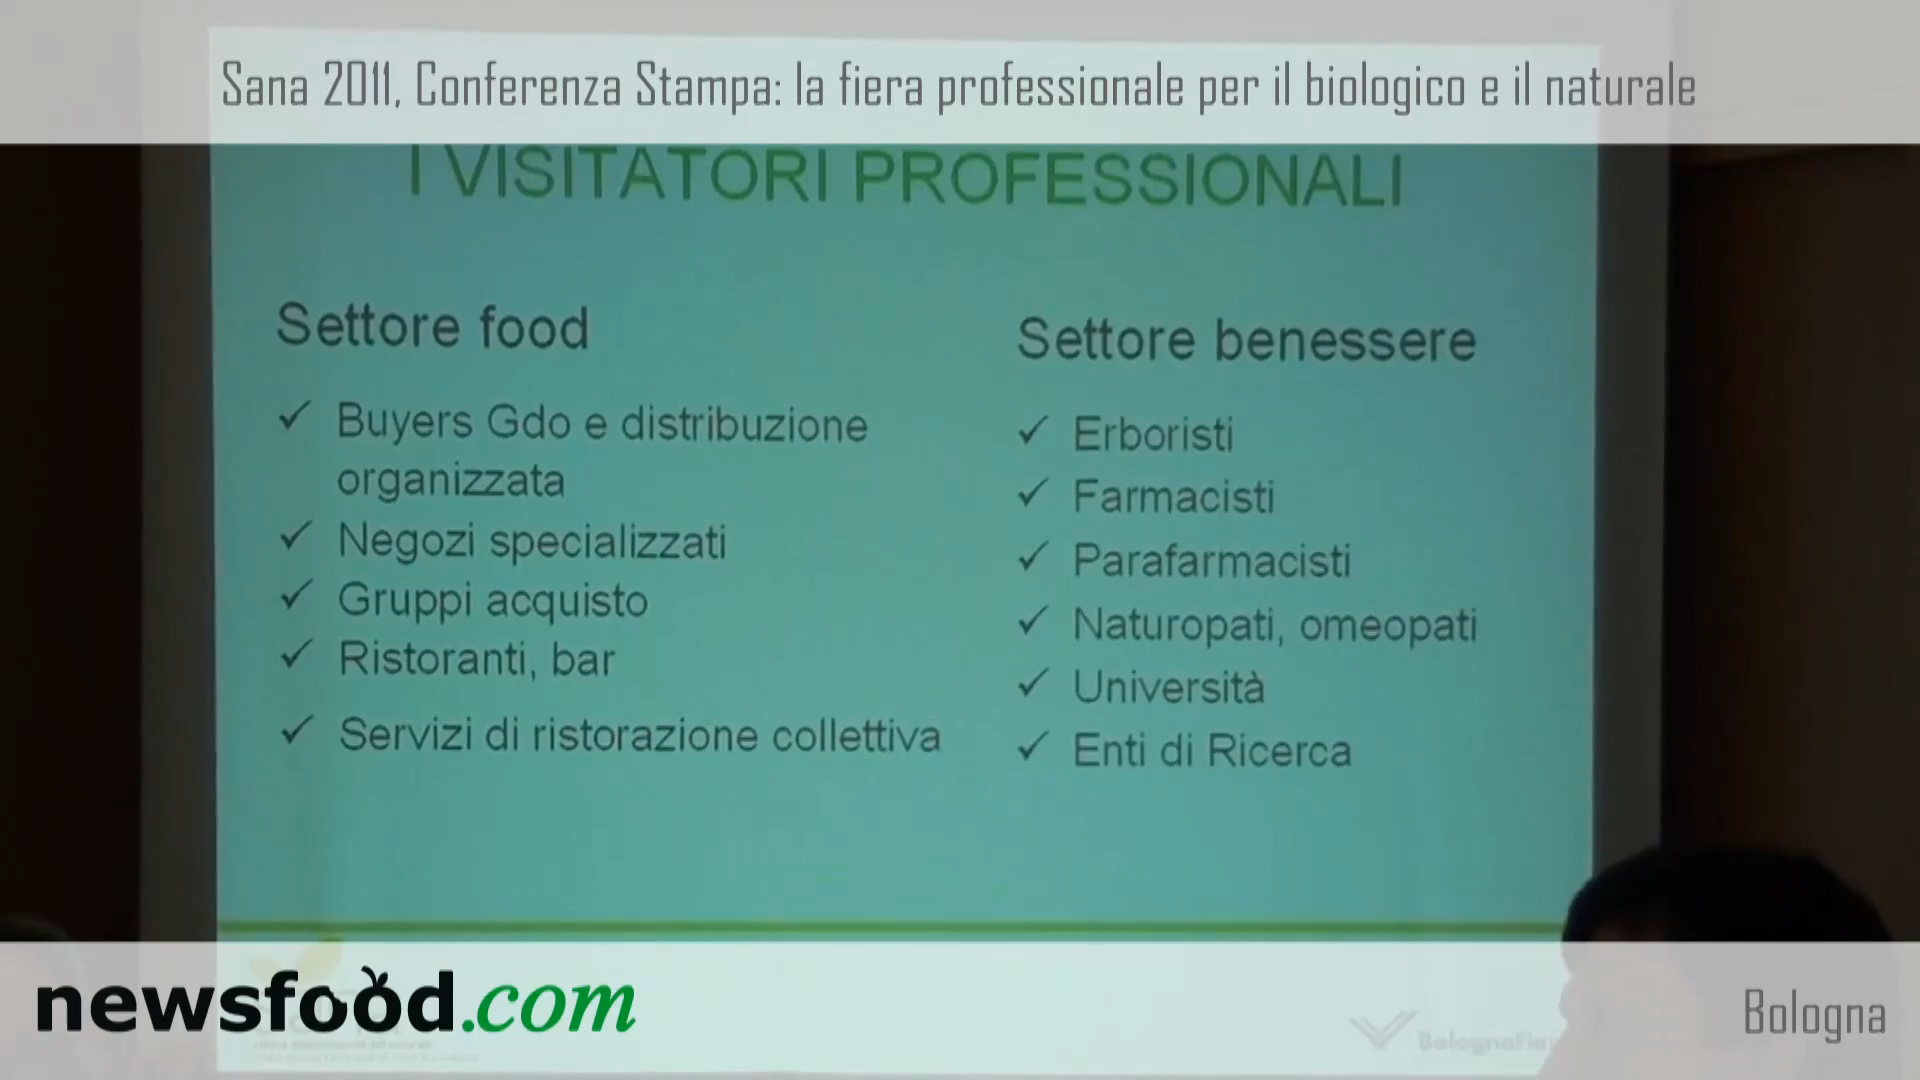 Sana 2011, Conferenza Stampa: la fiera professionale per il biologico e il naturale
I VISITATORI PROFESSIONALI
Settore food
✓ Buyers Gdo e distribuzione
organizzata
✓ Negozi specializzati
✓ Gruppi acquisto
✓ Ristoranti, bar
✓ Servizi di ristorazione collettiva
Settore benessere
✓ Erboristi
✓ Farmacisti
✓ Parafarmacisti
✓ Naturopati, omeopati
✓ Università
✓ Enti di Ricerca
newsfood.com
Bologna